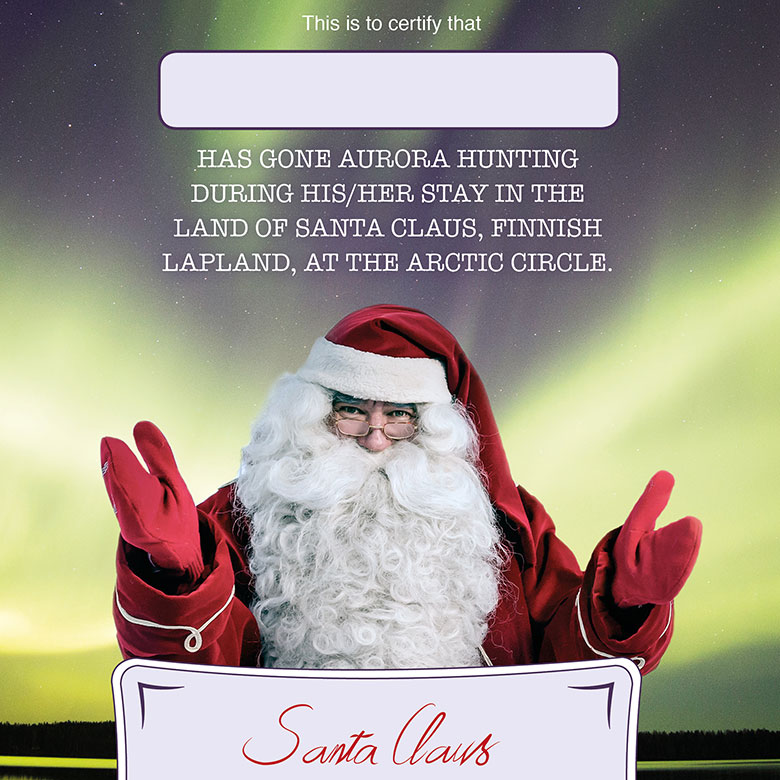 This is to certify that
HAS GONE AURORA HUNTING
DURING HIS/HER STAY IN THE
LAND OF SANTA CLAUS, FINNISH
LAPLAND, AT THE ARCTIC CIRCLE.
Santa Claus